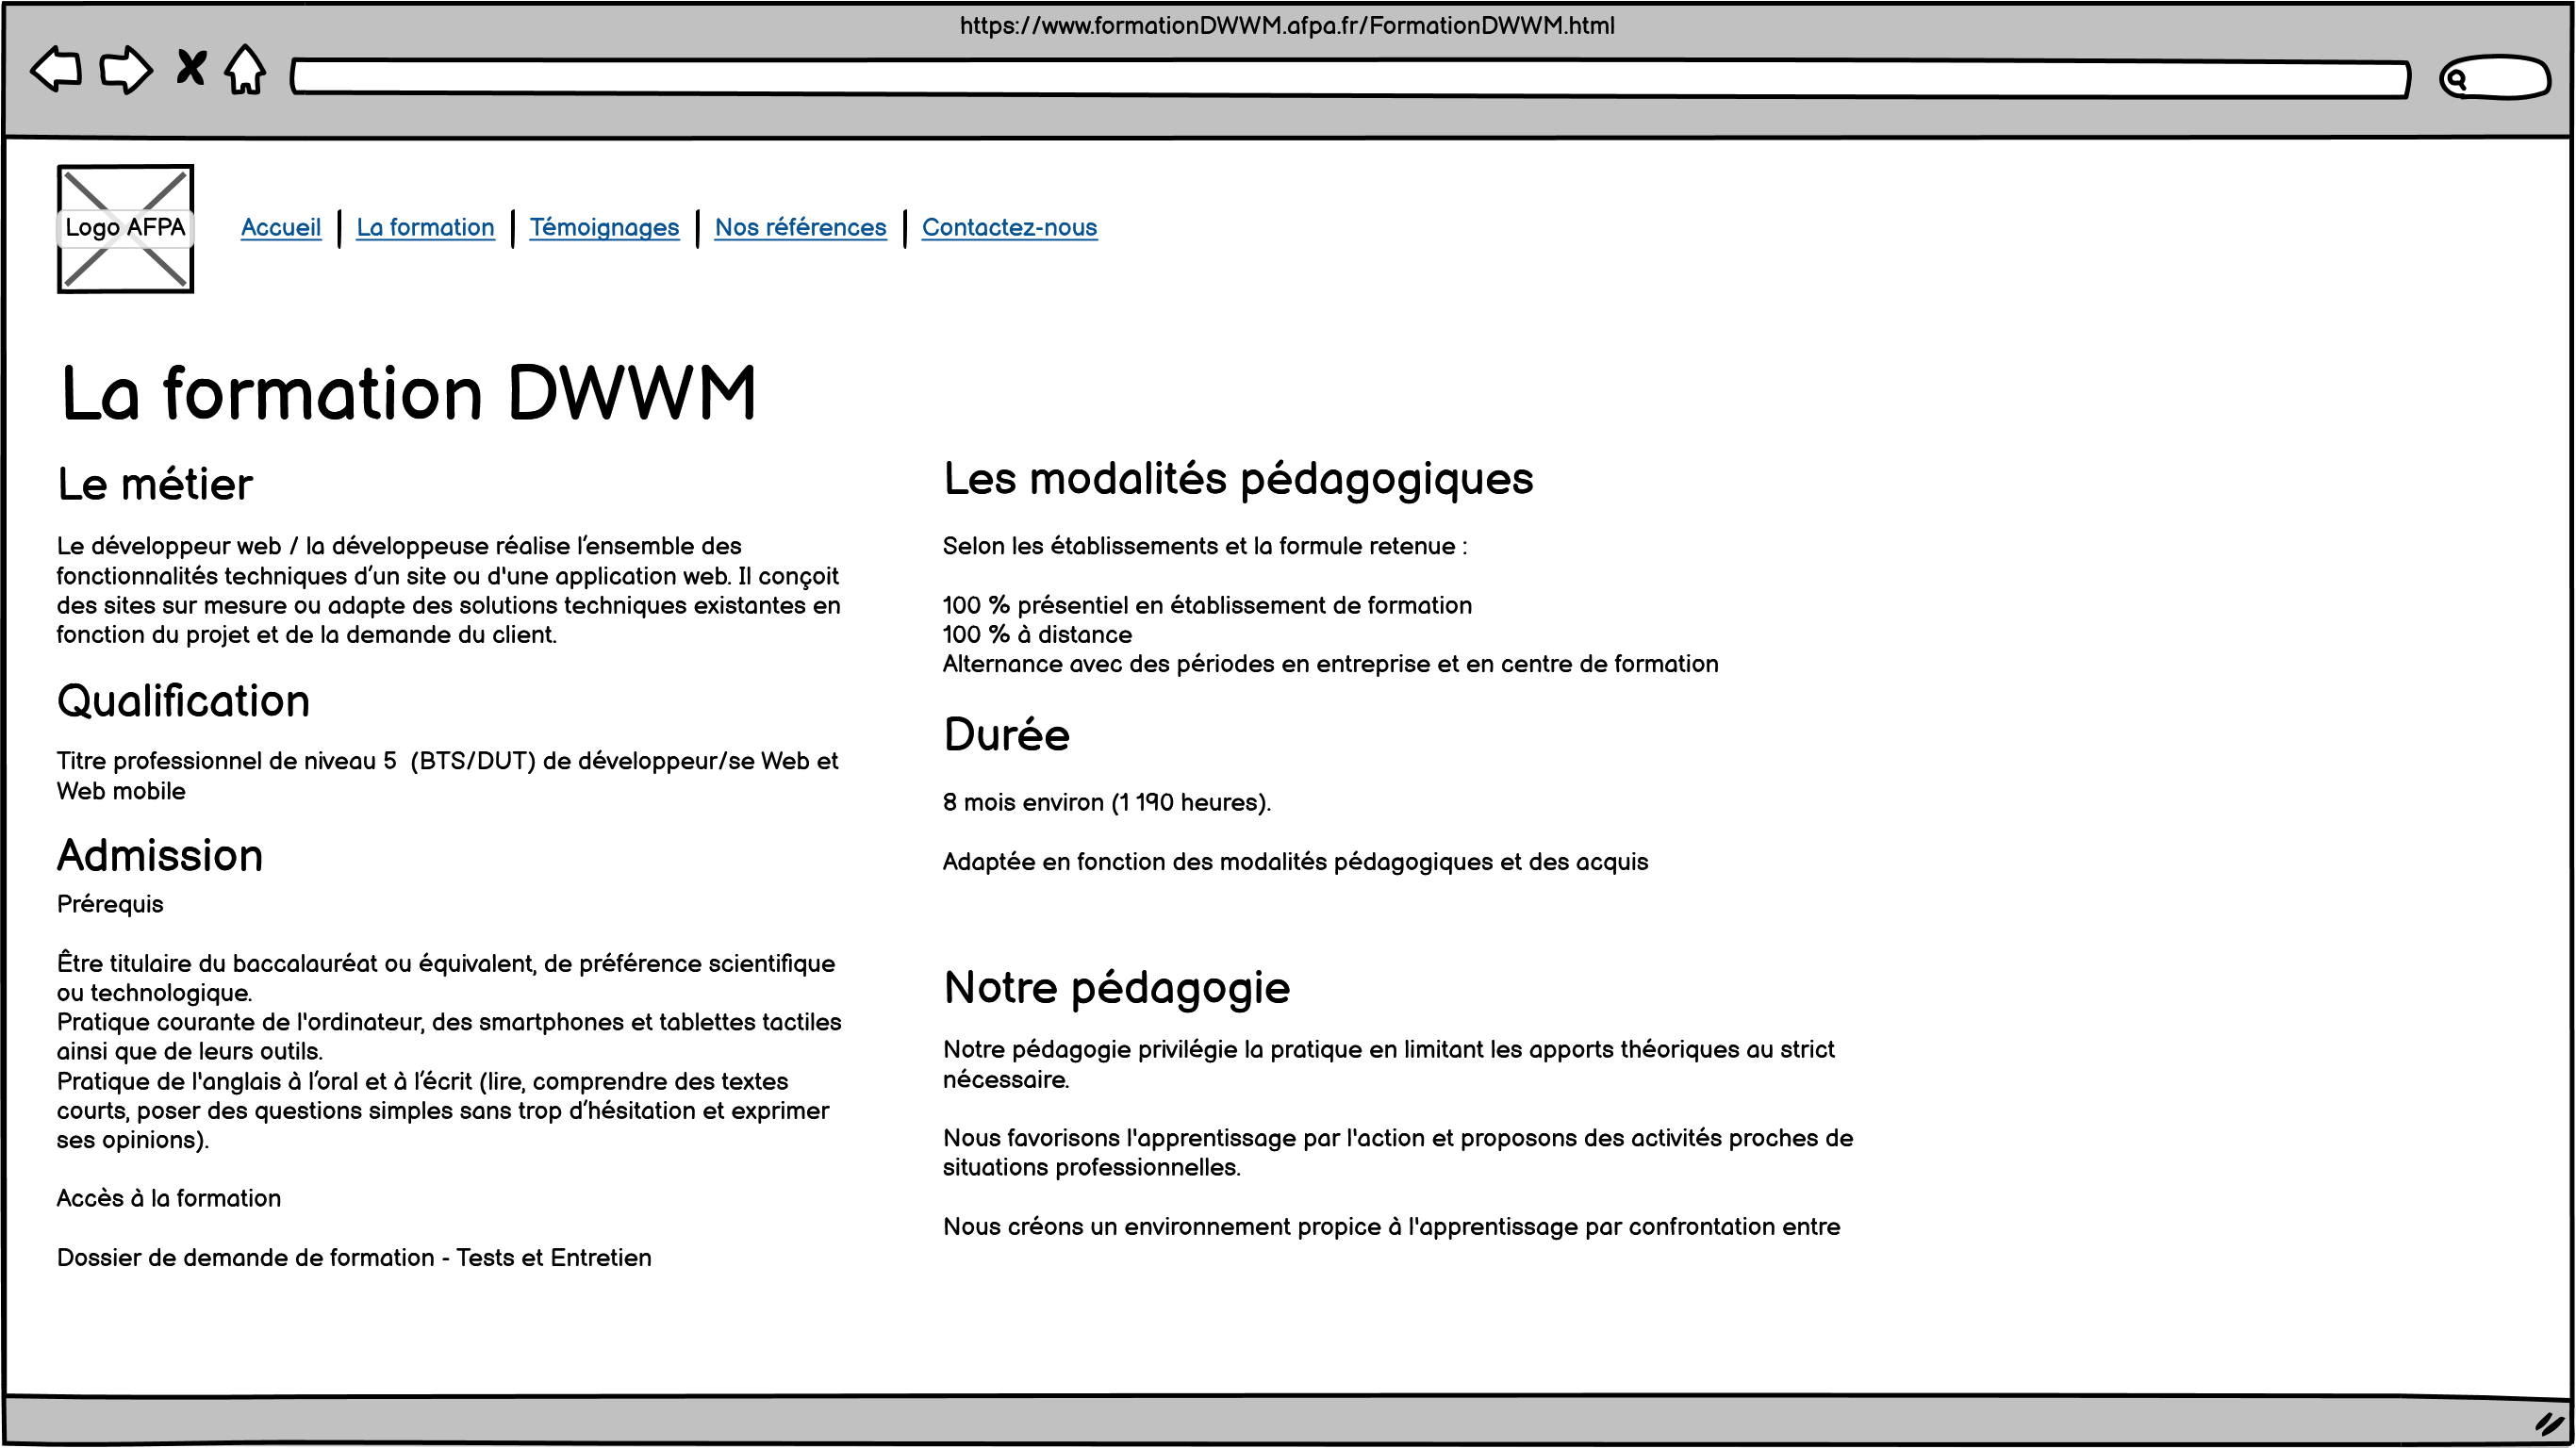 https://www.formationDWWM.afpa.fr/FormationDWWM.html
Logo AFPA
Accueil | La formation | Témoignages | Nos références | Contactez-nous
La formation DWWM
Le métier
Le développeur web / la développeuse réalise l’ensemble des
fonctionnalités techniques d’un site ou d'une application web. Il conçoit
des sites sur mesure ou adapte des solutions techniques existantes en
fonction du projet et de la demande du client.
Qualification
Titre professionnel de niveau 5  (BTS/DUT) de développeur/se Web et
Web mobile
Admission
Prérequis
Être titulaire du baccalauréat ou équivalent, de préférence scientifique
ou technologique.
Pratique courante de l'ordinateur, des smartphones et tablettes tactiles
ainsi que de leurs outils.
Pratique de l'anglais à l’oral et à l’écrit (lire, comprendre des textes
courts, poser des questions simples sans trop d’hésitation et exprimer
ses opinions).
Accès à la formation
Dossier de demande de formation - Tests et Entretien
Les modalités pédagogiques
Selon les établissements et la formule retenue :
100 % présentiel en établissement de formation
100 % à distance
Alternance avec des périodes en entreprise et en centre de formation
Durée
8 mois environ (1 190 heures).
Adaptée en fonction des modalités pédagogiques et des acquis
Notre pédagogie
Notre pédagogie privilégie la pratique en limitant les apports théoriques au strict
nécessaire.
Nous favorisons l'apprentissage par l'action et proposons des activités proches de
situations professionnelles.
Nous créons un environnement propice à l'apprentissage par confrontation entre